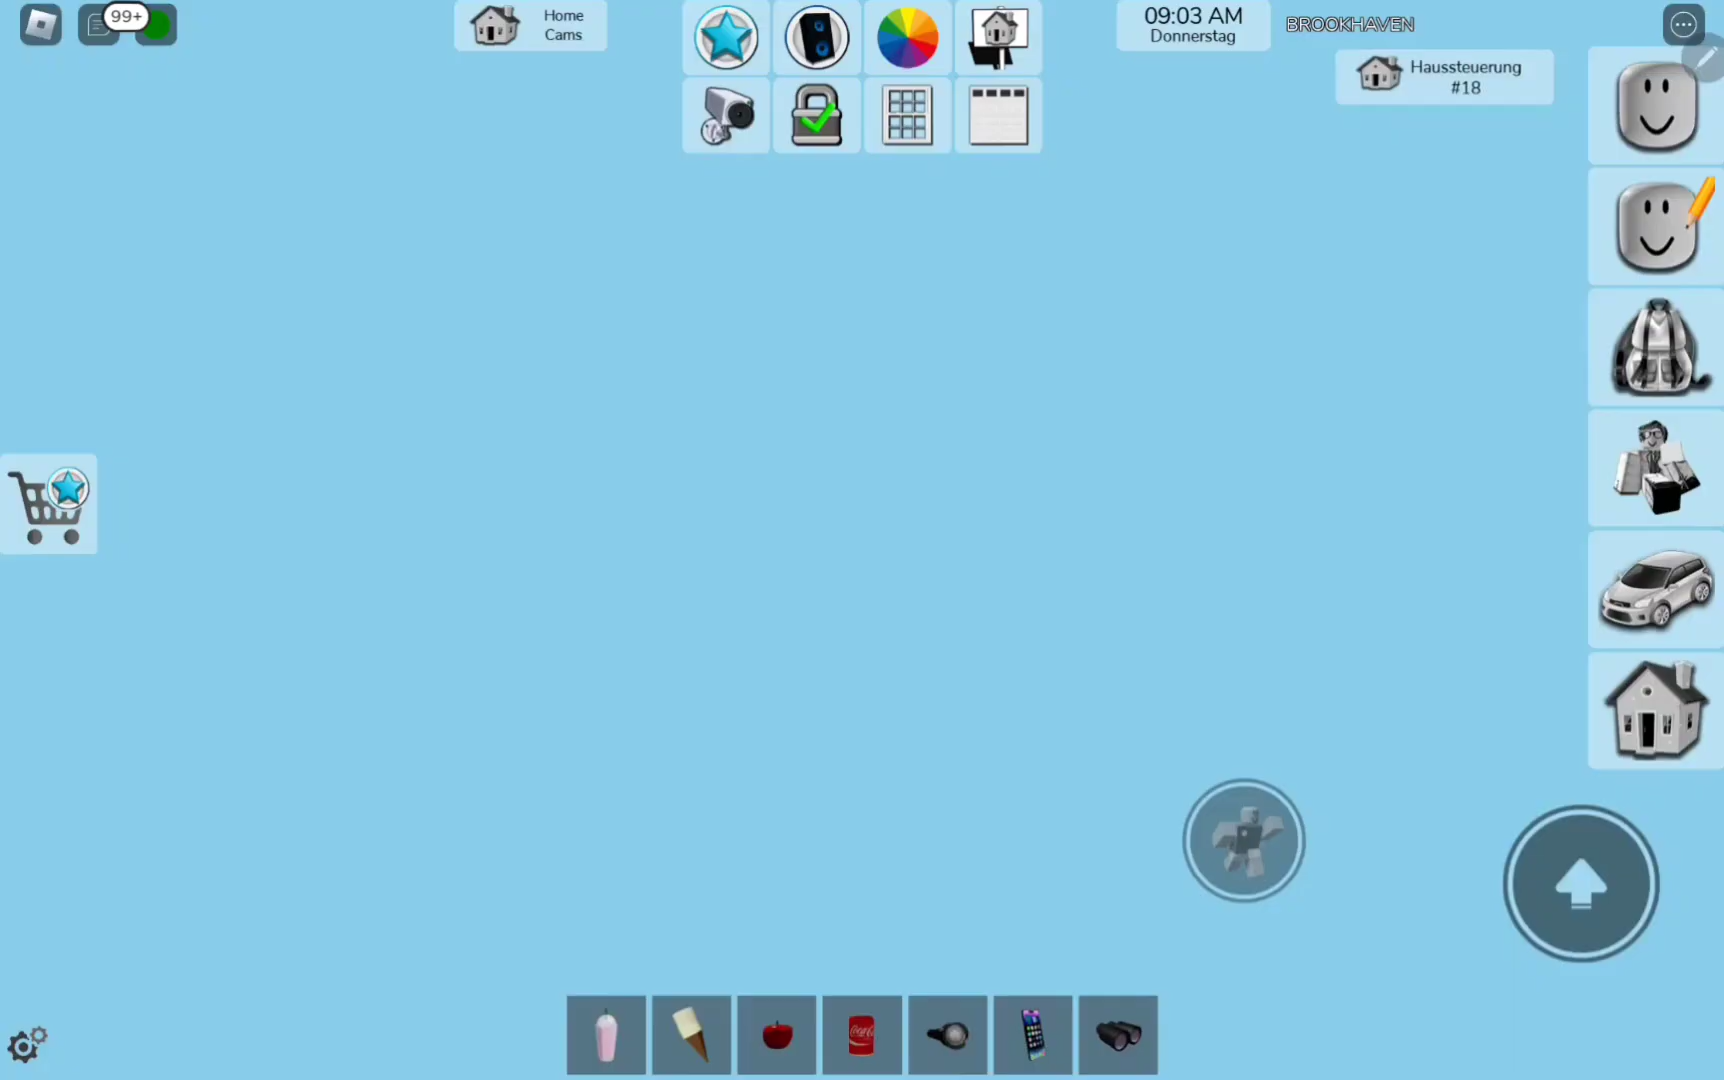 99+
Home
Cams
09:03 AM
Donnerstag
BROOKHAVEN
Haussteuerung
#18